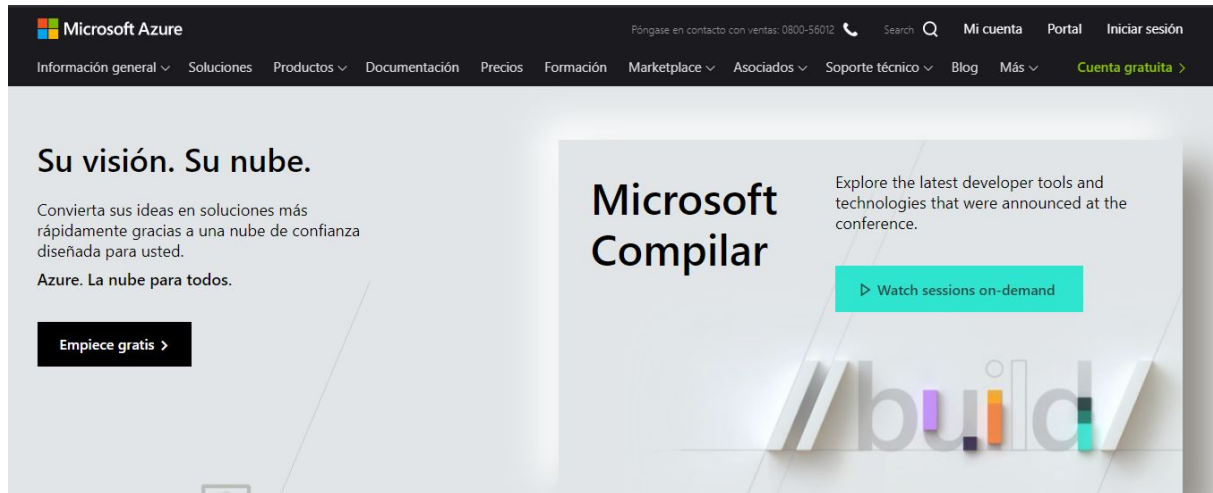 Microsoft Azure
Póngase en contacto con ventas: 0800-56012
Search
Mi cuenta
Portal
Iniciar sesión
Información general
Soluciones
Productos
Documentación
Precios
Formación
Marketplace
Asociados
Soporte técnico
Blog
Más
Cuenta gratuita
Su visión. Su nube.
Convierta sus ideas en soluciones más
rápidamente gracias a una nube de confianza
diseñada para usted.
Azure. La nube para todos.
Empiece gratis
Microsoft
Compilar
Explore the latest developer tools and
technologies that were announced at the
conference.
Watch sessions on-demand
//build/